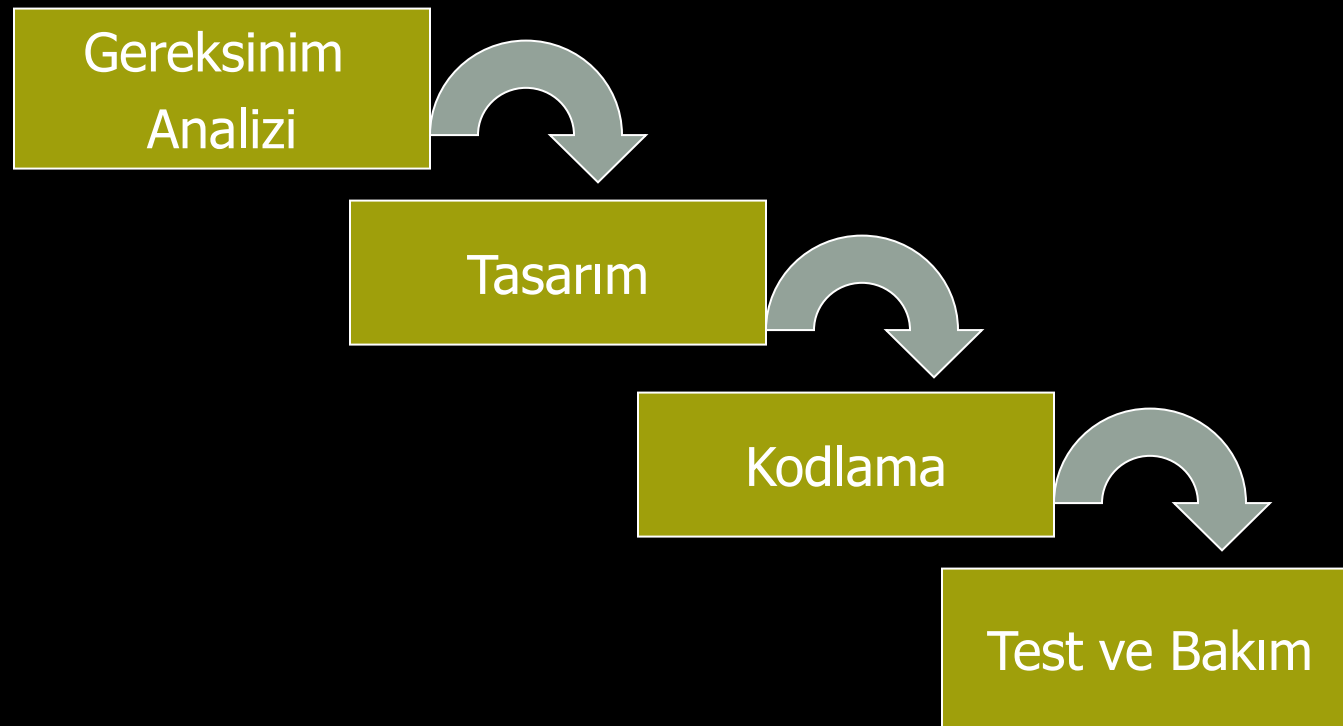 Gereksinim
Analizi
Tasarım
Kodlama
Test ve Bakım